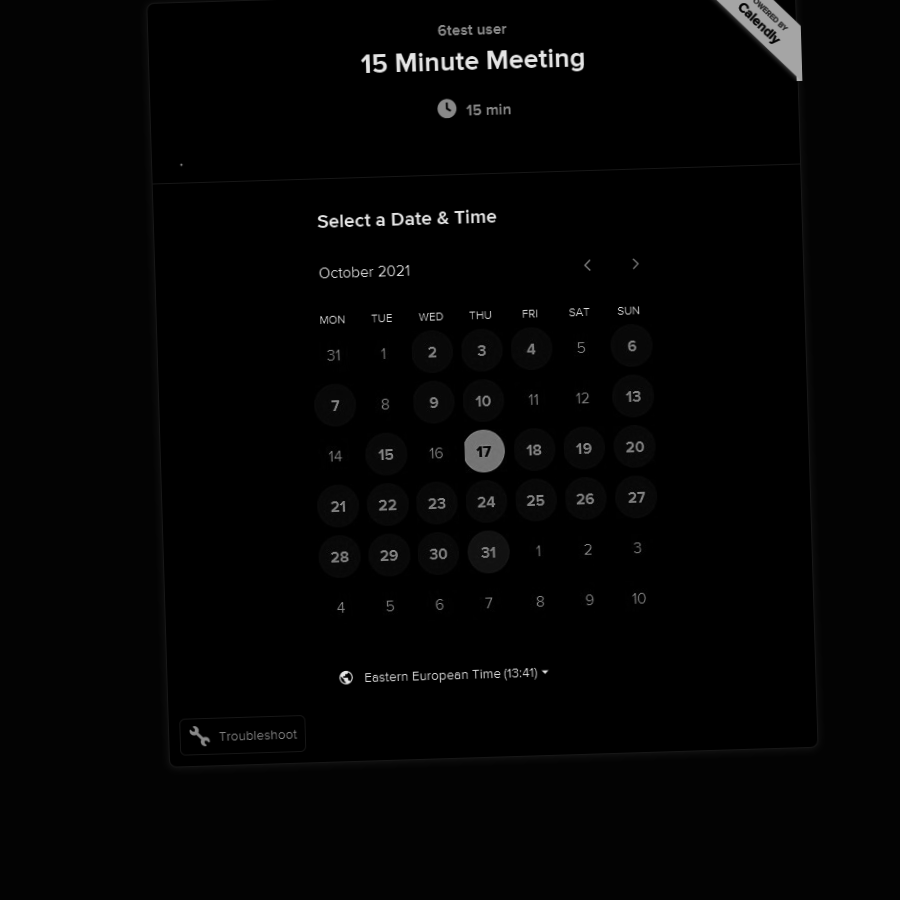 POWERED BY
Calendly
6test user
15 Minute Meeting
15 min
Select a Date & Time
October 2021
MON TUE WED THU FRI SAT SUN
31 1 2 3 4 5 6
7 8 9 10 11 12 13
14 15 16 17 18 19 20
21 22 23 24 25 26 27
28 29 30 31 1 2 3
4 5 6 7 8 9 10
Eastern European Time (13:41)
Troubleshoot